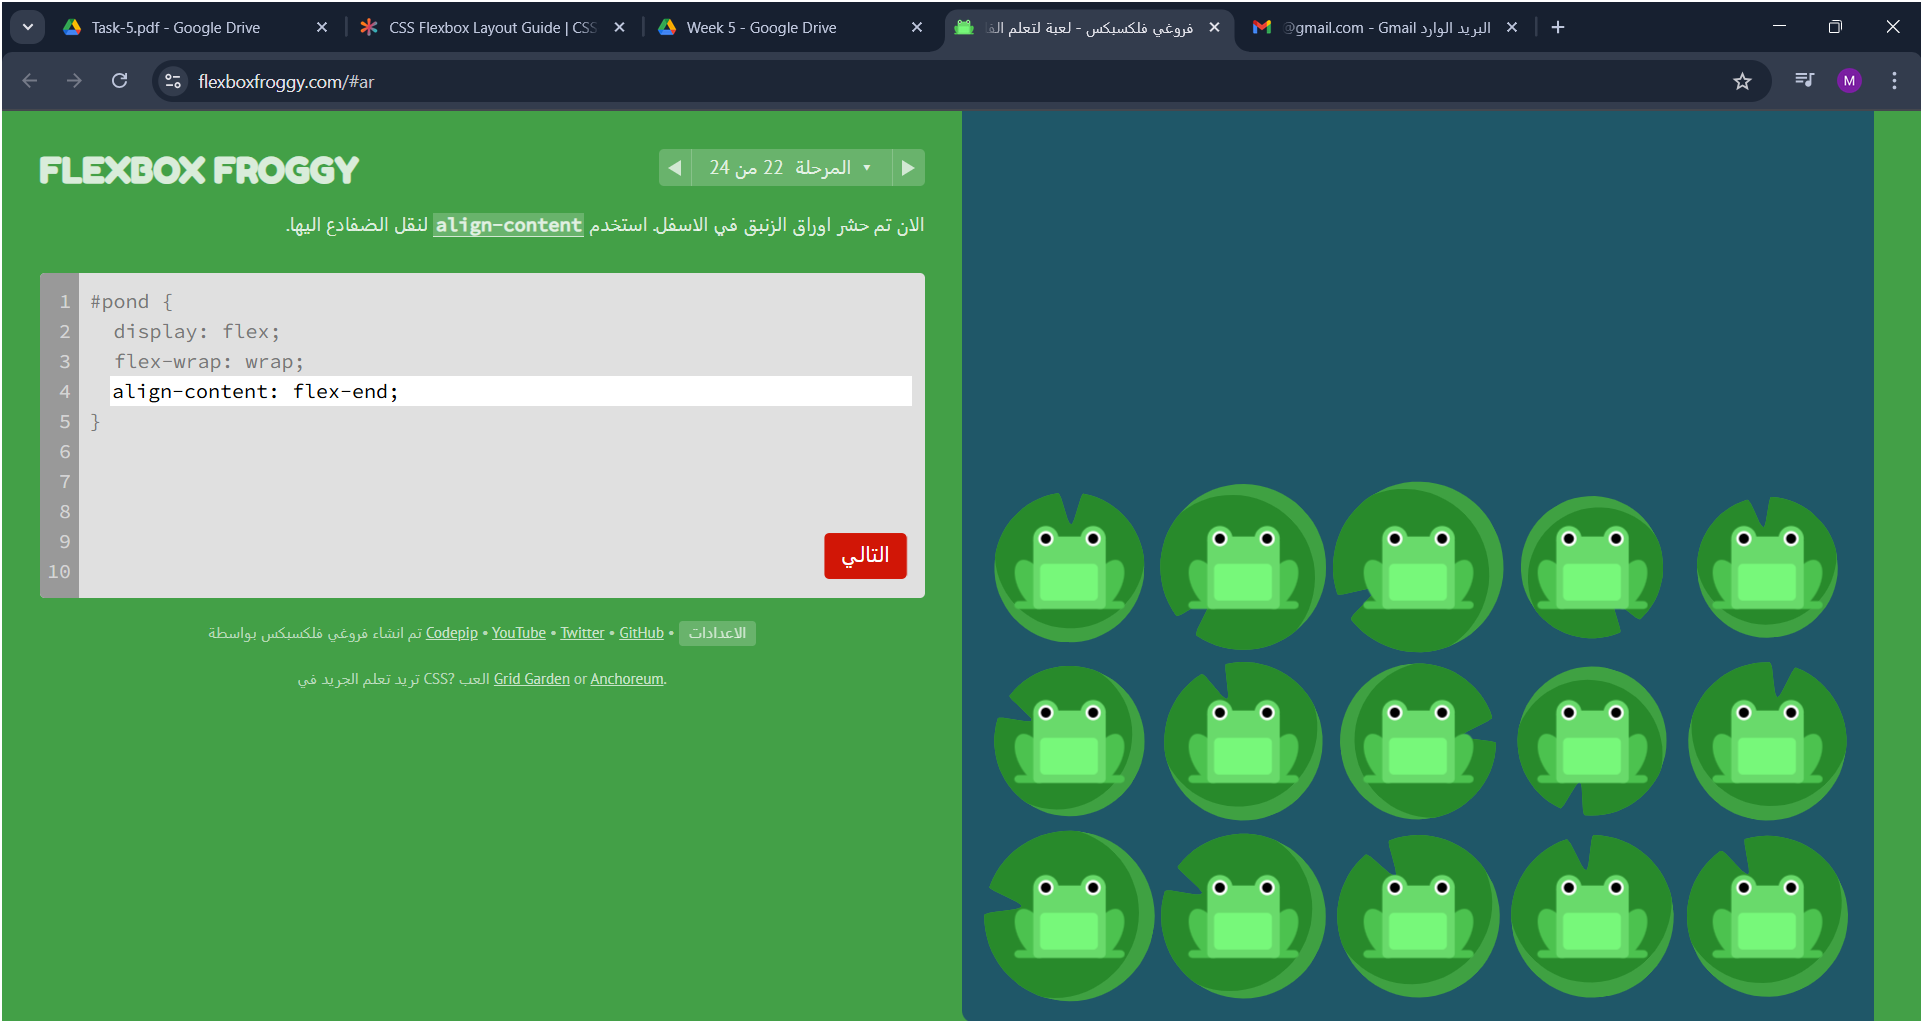 Task-5.pdf - Google Drive
CSS Flexbox Layout Guide | CSS
Week 5 - Google Drive
فروغي فلكسبكس - لعبة لتعلم الفا
البريد الوارد @gmail.com - Gmail
flexboxfroggy.com/#ar
M
FLEXBOX FROGGY
المرحلة 22 من 24
الان تم حشر اوراق الزنبق في الاسفل. استخدم align-content لنقل الضفادع اليها.
1 #pond {
2 display: flex;
3 flex-wrap: wrap;
4 align-content: flex-end;
5 }
6
7
8
9
10
التالي
تم انشاء فروغي فلكسبكس بواسطة Codepip • YouTube • Twitter • GitHub • الاعدادات
تريد تعلم الجريد في CSS? العب Grid Garden or Anchoreum.